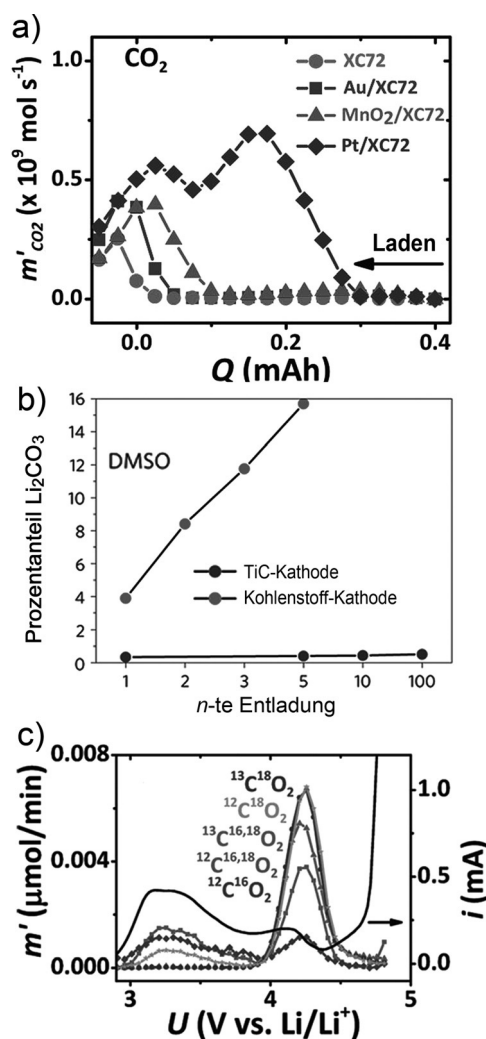 a)
CO₂
XC72
Au/XC72
MnO₂/XC72
Pt/XC72
Laden
1.0
0.5
0.0
m'CO2 (x 10⁹ mol s⁻¹)
0.0 0.2 0.4
Q (mAh)
b)
DMSO
TiC-Kathode
Kohlenstoff-Kathode
16
14
12
10
8
6
4
2
0
Prozentanteil Li₂CO₃
1 2 3 5 10 100
n-te Entladung
c)
¹³C¹⁸O₂
¹²C¹⁸O₂
¹³C¹⁶,¹⁸O₂
¹²C¹⁶,¹⁸O₂
¹²C¹⁶O₂
0.008
0.004
0.000
m' (µmol/min)
1.0
0.5
0.0
i (mA)
3 4 5
U (V vs. Li/Li⁺)